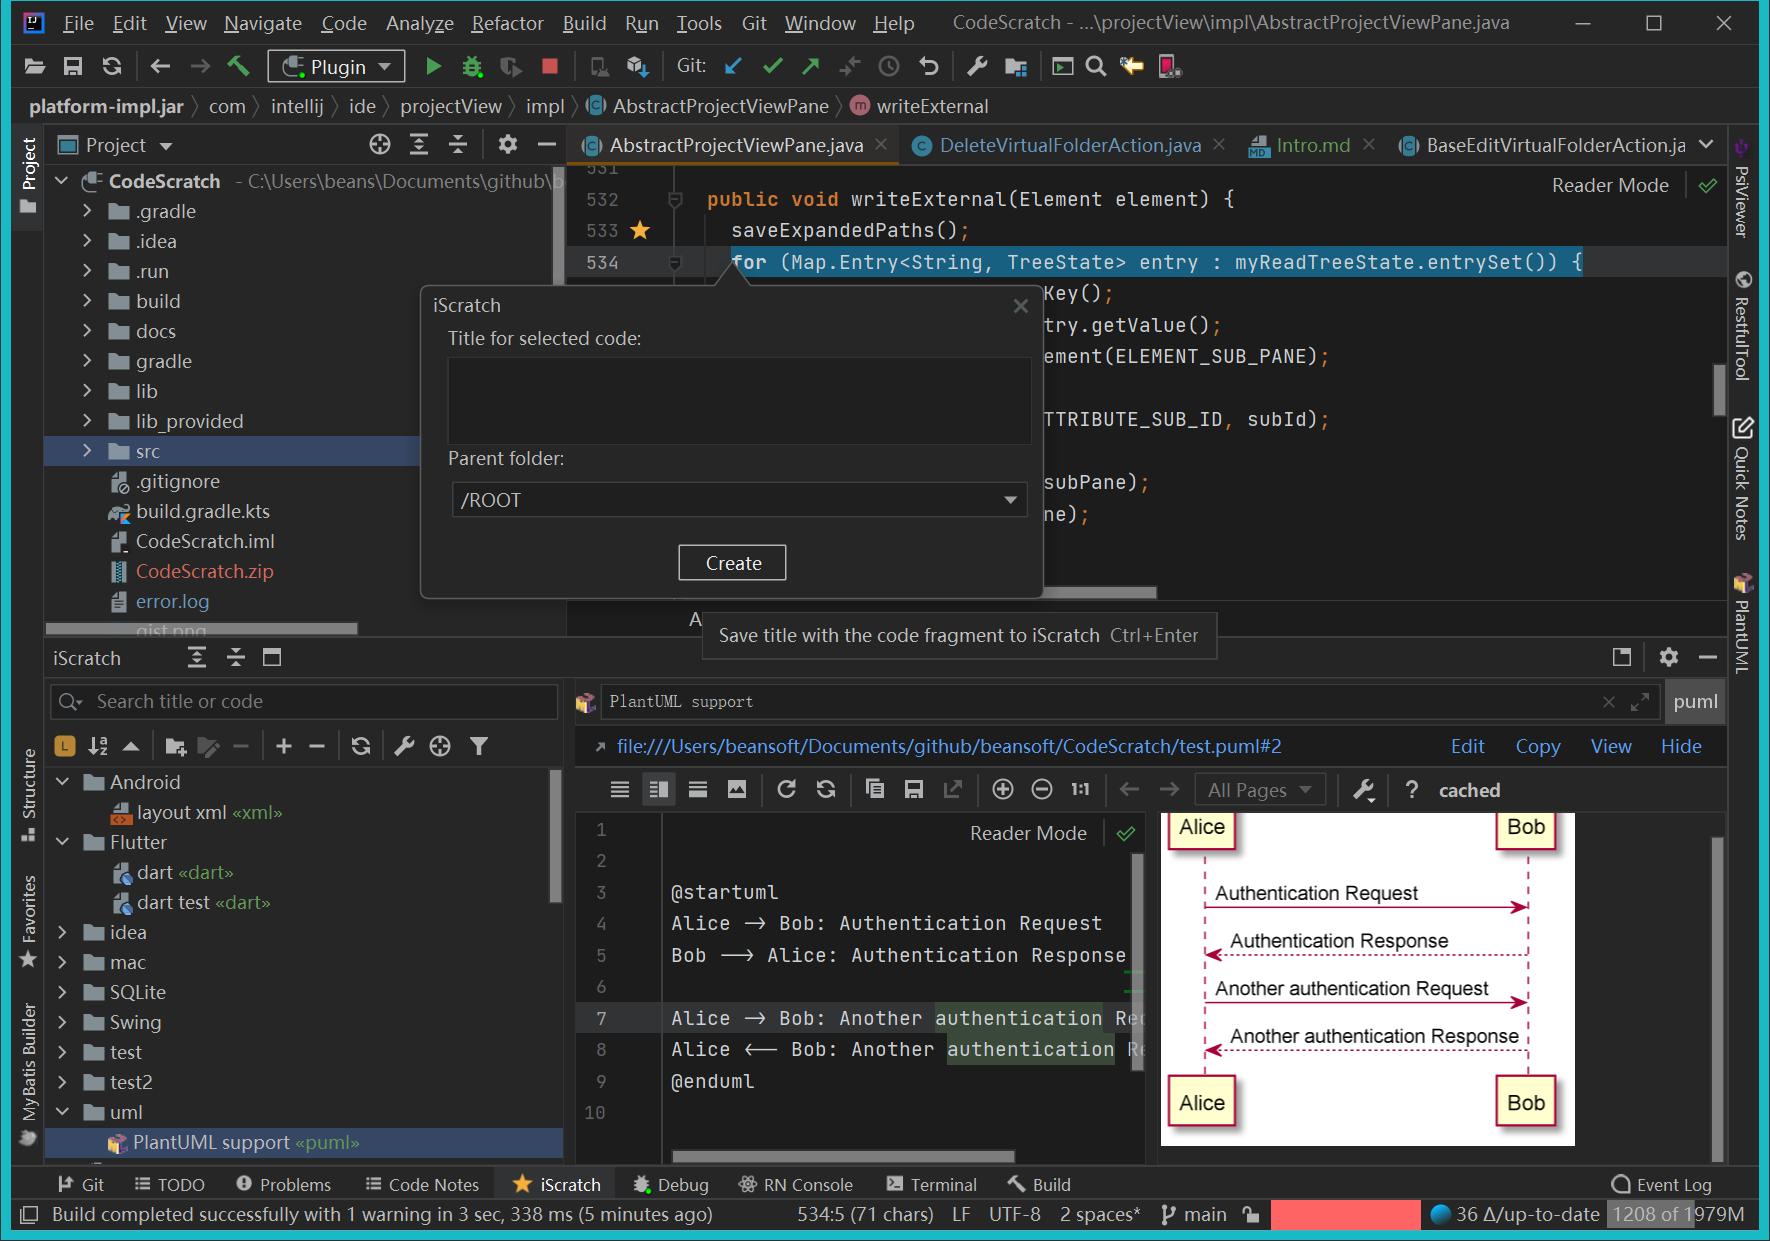 File Edit View Navigate Code Analyze Refactor Build Run Tools Git Window Help CodeScratch - ...\projectView\impl\AbstractProjectViewPane.java
Plugin Git:
platform-impl.jar com intellij ide projectView impl AbstractProjectViewPane writeExternal
Project
Project
AbstractProjectViewPane.java DeleteVirtualFolderAction.java Intro.md BaseEditVirtualFolderAction.ja
CodeScratch - C:\Users\beans\Documents\github\b
.gradle
.idea
.run
build
docs
gradle
lib
lib_provided
src
.gitignore
build.gradle.kts
CodeScratch.iml
CodeScratch.zip
error.log
gist.png
531
Reader Mode
532 public void writeExternal(Element element) {
533 saveExpandedPaths();
534 for (Map.Entry<String, TreeState> entry : myReadTreeState.entrySet()) {
Key();
try.getValue();
ement(ELEMENT_SUB_PANE);
TTRIBUTE_SUB_ID, subId);
subPane);
ne);
iScratch
Title for selected code:
Parent folder:
/ROOT
Create
A
Save title with the code fragment to iScratch Ctrl+Enter
PsiViewer
RestfulTool
Quick Notes
PlantUML
iScratch
Search title or code
L
Android
layout xml «xml»
Flutter
dart «dart»
dart test «dart»
idea
mac
SQLite
Swing
test
test2
uml
PlantUML support «puml»
Structure
Favorites
MyBatis Builder
PlantUML support puml
file:///Users/beansoft/Documents/github/beansoft/CodeScratch/test.puml#2 Edit Copy View Hide
1:1 All Pages ? cached
Reader Mode
1
2
3 @startuml
4 Alice --> Bob: Authentication Request
5 Bob ---> Alice: Authentication Response
6
7 Alice --> Bob: Another authentication Re
8 Alice <--- Bob: Another authentication Re
9 @enduml
10
Alice Bob
Authentication Request
Authentication Response
Another authentication Request
Another authentication Response
Alice Bob
Git TODO Problems Code Notes iScratch Debug RN Console Terminal Build Event Log
Build completed successfully with 1 warning in 3 sec, 338 ms (5 minutes ago) 534:5 (71 chars) LF UTF-8 2 spaces* main 36 Δ/up-to-date 1208 of 1979M